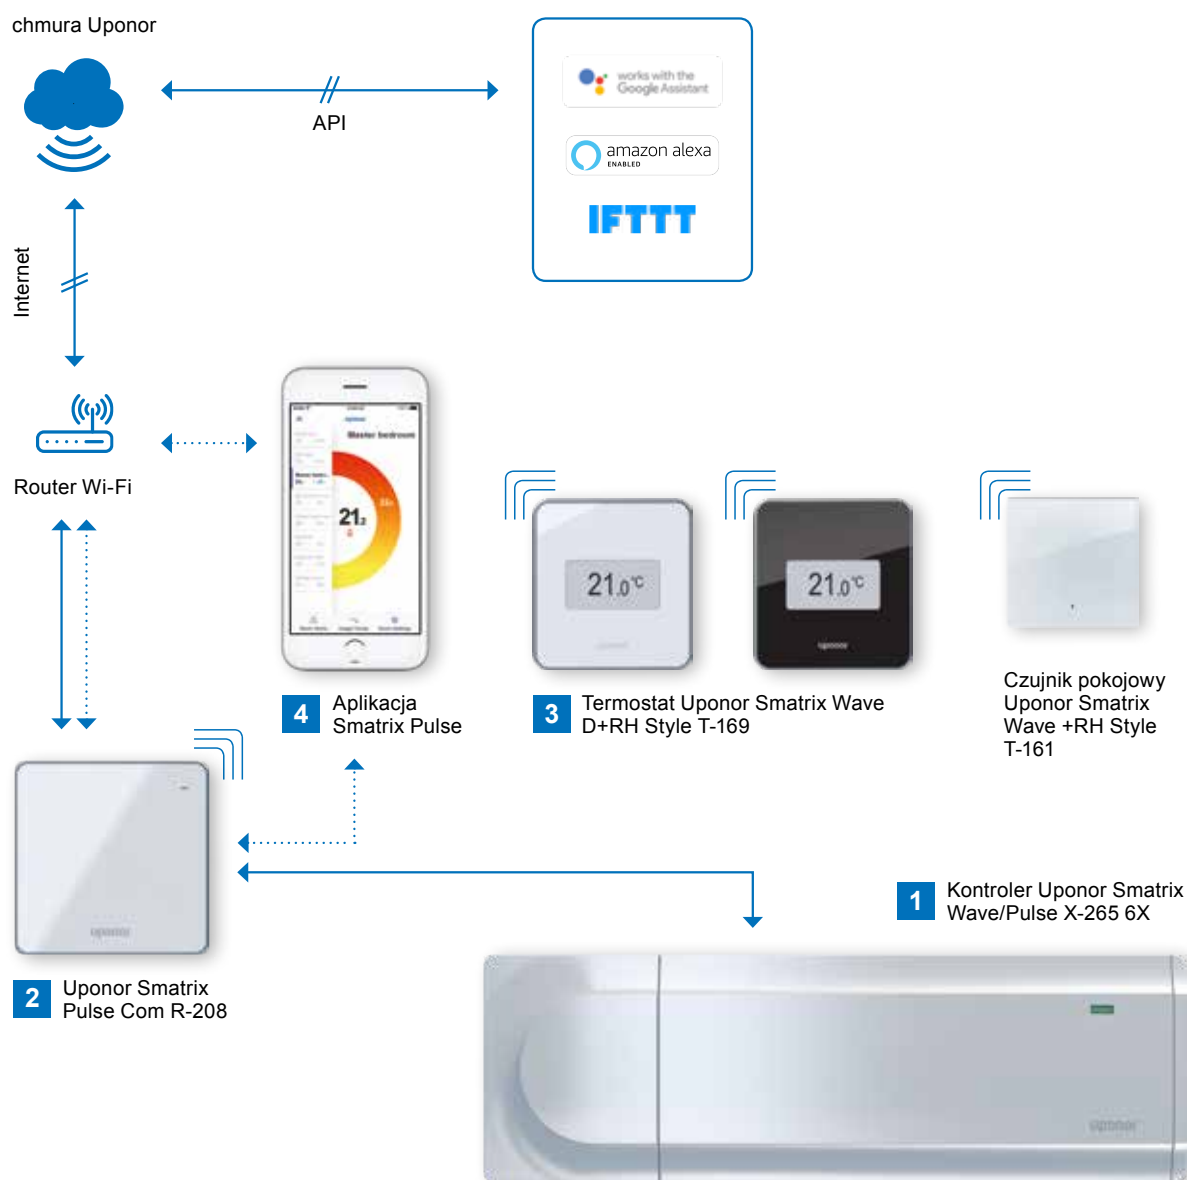 chmura Uponor
API
works with the
Google Assistant
amazon alexa
ENABLED
IFTTT
Internet
Router Wi-Fi
Master bedroom
21.2
21.0 °C
uponor
21.0 °C
uponor
4 Aplikacja
Smatrix Pulse
3 Termostat Uponor Smatrix Wave
D+RH Style T-169
Czujnik pokojowy
Uponor Smatrix
Wave +RH Style
T-161
uponor
2 Uponor Smatrix
Pulse Com R-208
1 Kontroler Uponor Smatrix
Wave/Pulse X-265 6X
uponor